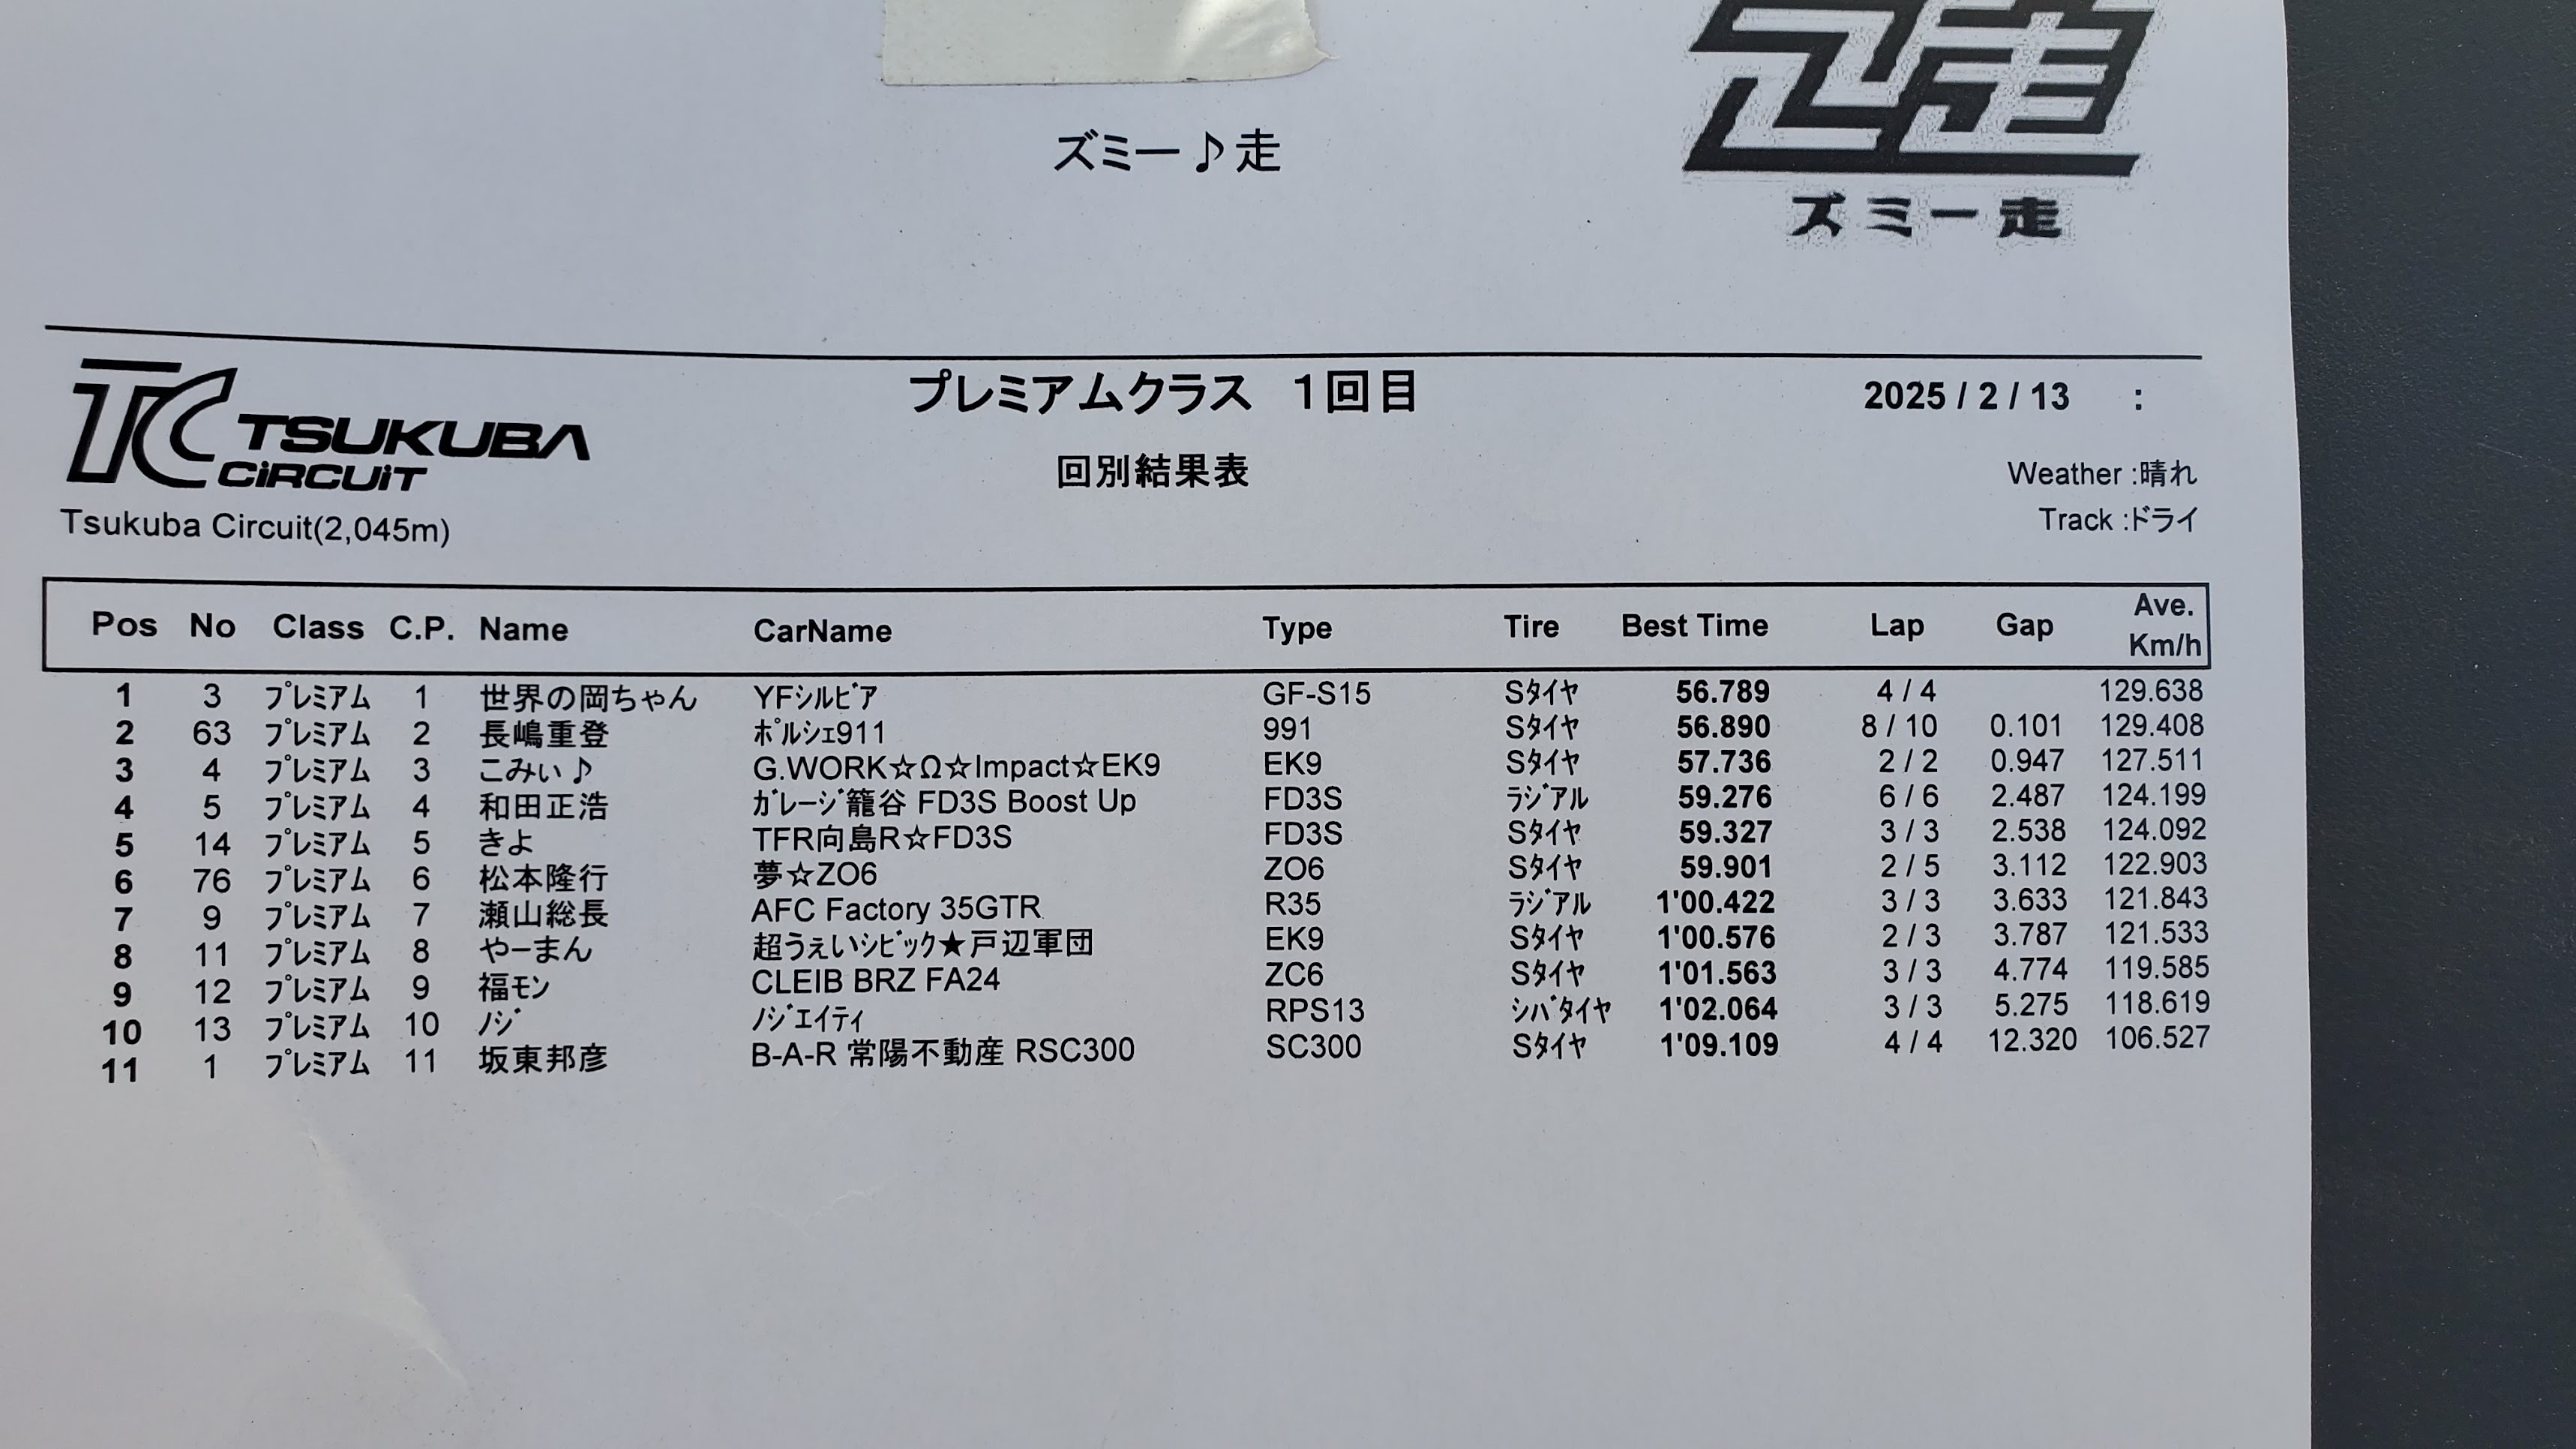 ズミー♪走
ズミー走
TC TSUKUBA CiRCUiT
プレミアムクラス 1回目
2025 / 2 / 13 :
回別結果表
Weather :晴れ
Tsukuba Circuit(2,045m)
Track :ドライ
Pos No Class C.P. Name CarName Type Tire Best Time Lap Gap Ave. Km/h
1 3 プレミアム 1 世界の岡ちゃん YFシルビア GF-S15 Sタイヤ 56.789 4 / 4 129.638
2 63 プレミアム 2 長嶋重登 ポルシェ911 991 Sタイヤ 56.890 8 / 10 0.101 129.408
3 4 プレミアム 3 こみぃ♪ G.WORK☆Ω☆Impact☆EK9 EK9 Sタイヤ 57.736 2 / 2 0.947 127.511
4 5 プレミアム 4 和田正浩 ガレージ籠谷 FD3S Boost Up FD3S ラジアル 59.276 6 / 6 2.487 124.199
5 14 プレミアム 5 きよ TFR向島R☆FD3S FD3S Sタイヤ 59.327 3 / 3 2.538 124.092
6 76 プレミアム 6 松本隆行 夢☆ZO6 ZO6 Sタイヤ 59.901 2 / 5 3.112 122.903
7 9 プレミアム 7 瀬山総長 AFC Factory 35GTR R35 ラジアル 1'00.422 3 / 3 3.633 121.843
8 11 プレミアム 8 やーまん 超うぇいシビック★戸辺軍団 EK9 Sタイヤ 1'00.576 2 / 3 3.787 121.533
9 12 プレミアム 9 福モン CLEIB BRZ FA24 ZC6 Sタイヤ 1'01.563 3 / 3 4.774 119.585
10 13 プレミアム 10 ノジ ノジエイティ RPS13 シバタイヤ 1'02.064 3 / 3 5.275 118.619
11 1 プレミアム 11 坂東邦彦 B-A-R 常陽不動産 RSC300 SC300 Sタイヤ 1'09.109 4 / 4 12.320 106.527